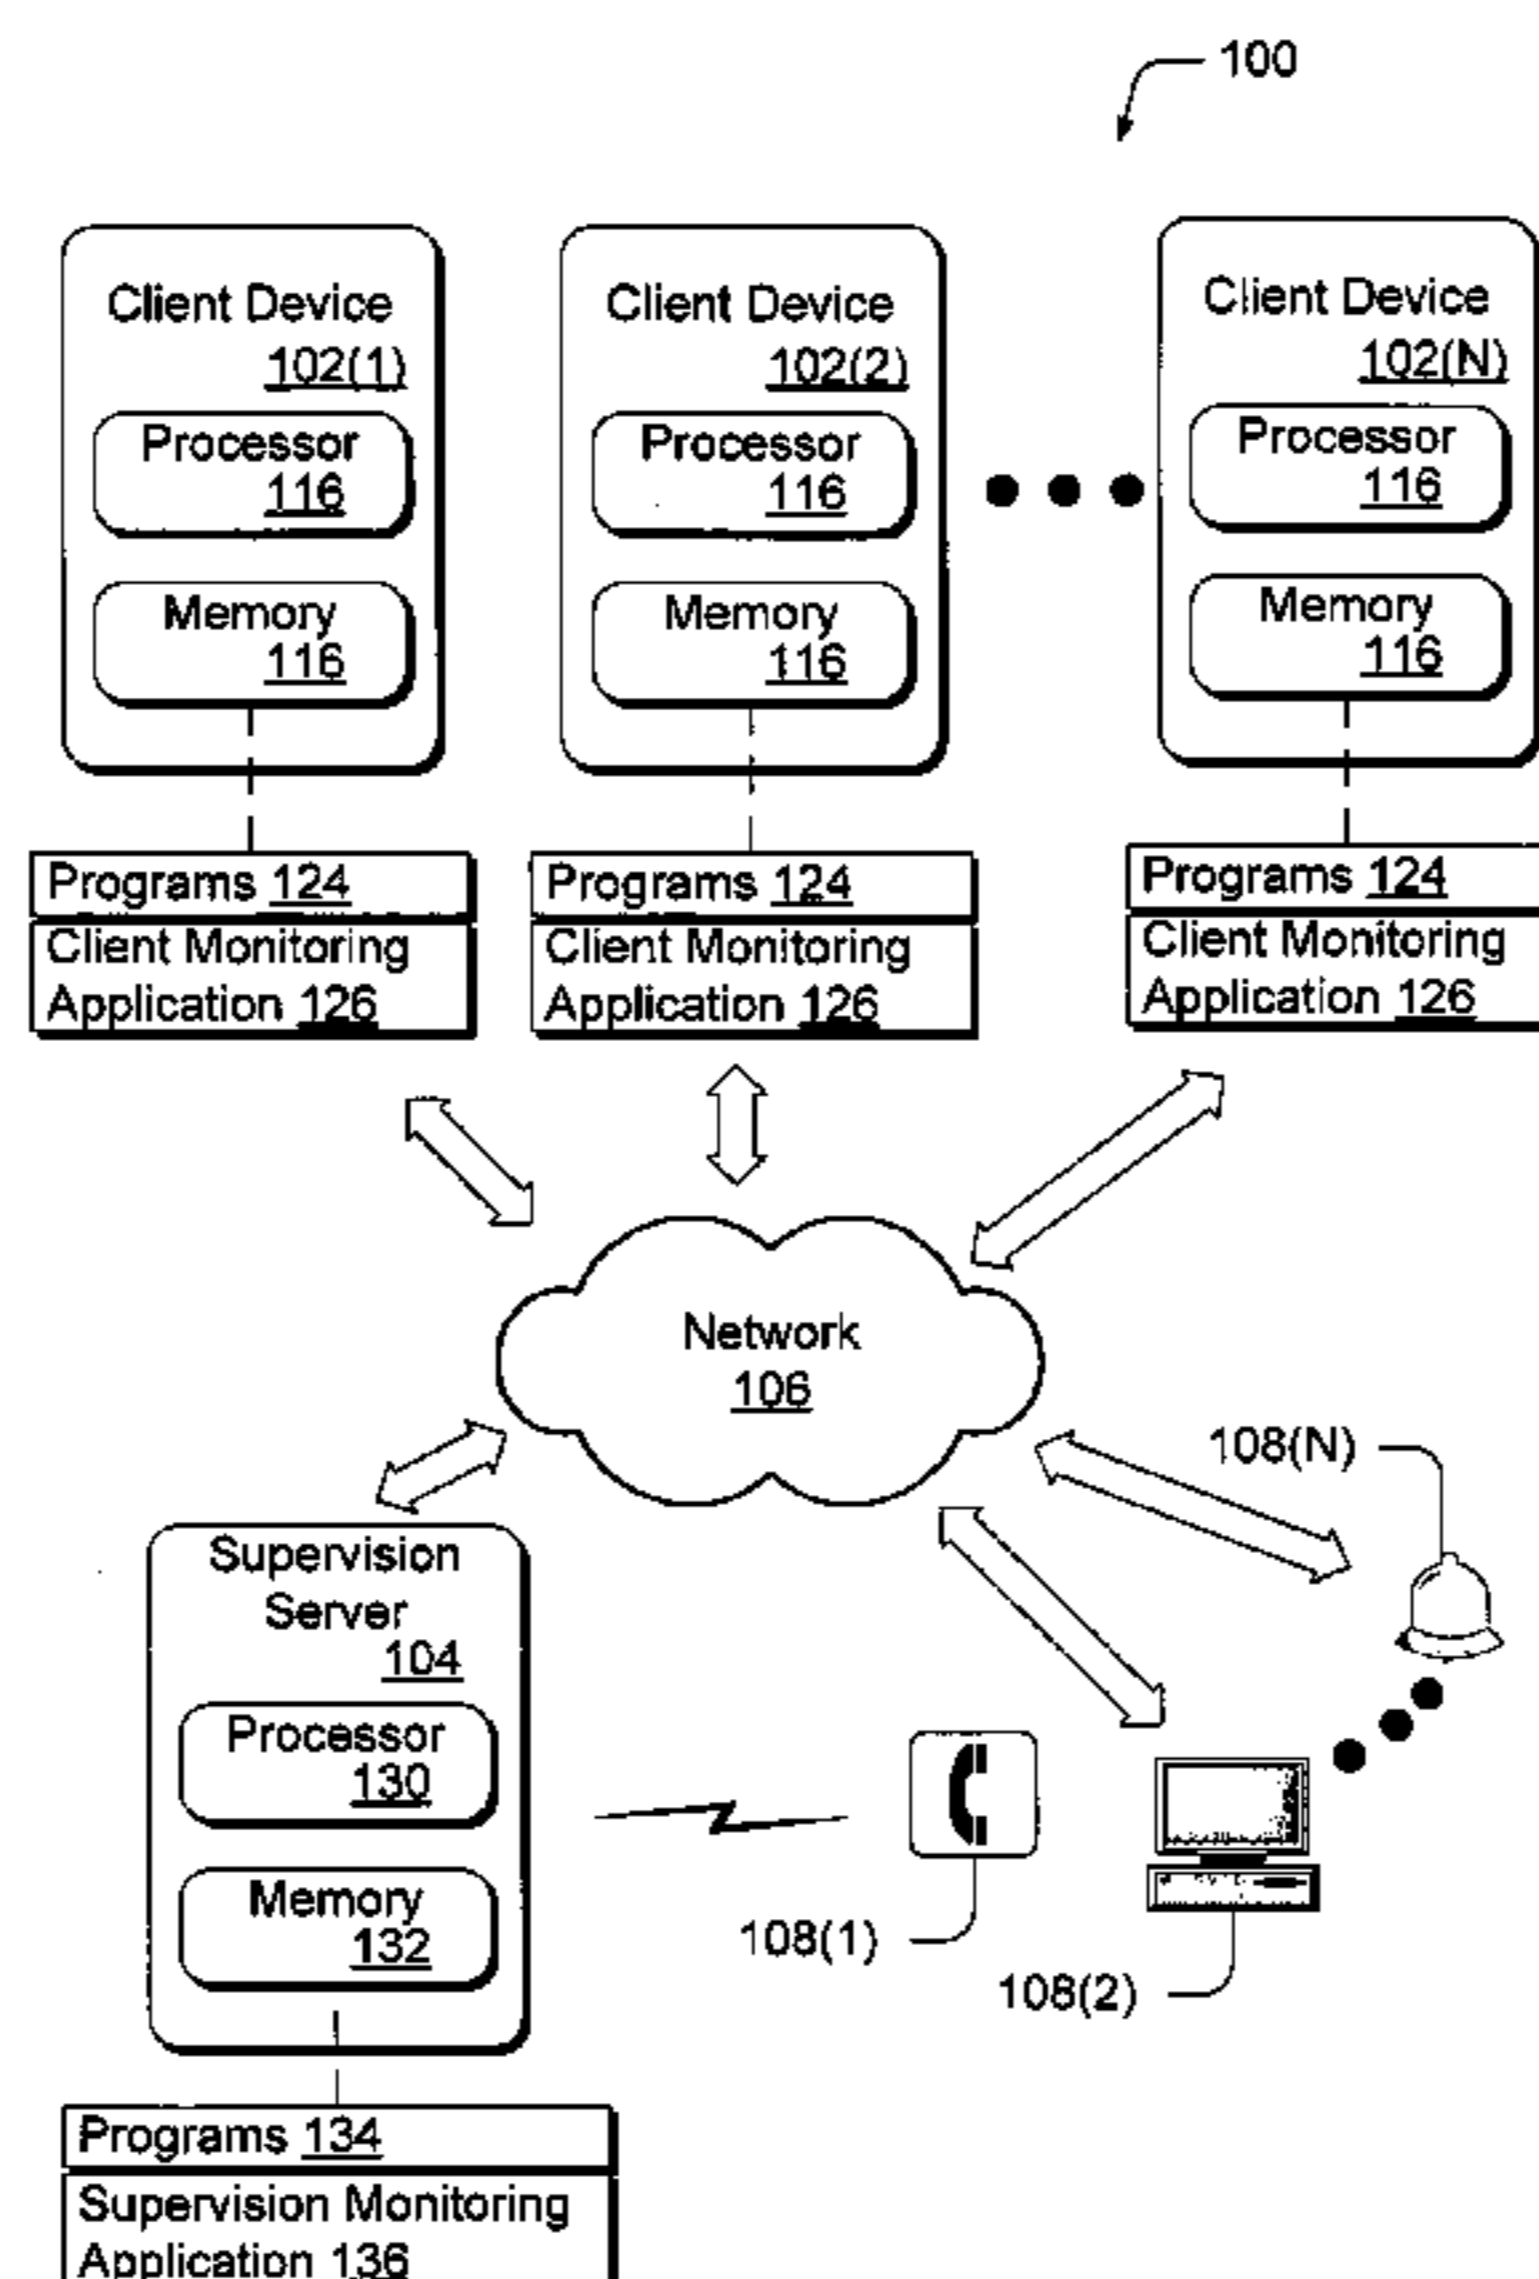 100
Client Device
102(1)
Processor
116
Memory
116
Programs 124
Client Monitoring
Application 126
Client Device
102(2)
Processor
116
Memory
116
Programs 124
Client Monitoring
Application 126
Client Device
102(N)
Processor
116
Memory
116
Programs 124
Client Monitoring
Application 126
Network
106
108(N)
Supervision
Server
104
Processor
130
Memory
132
108(1)
108(2)
Programs 134
Supervision Monitoring
Application 136